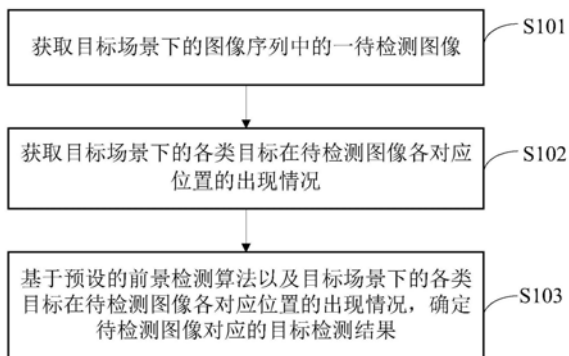 获取目标场景下的图像序列中的一待检测图像
S101
获取目标场景下的各类目标在待检测图像各对应
位置的出现情况
S102
基于预设的前景检测算法以及目标场景下的各类
目标在待检测图像各对应位置的出现情况，确定
待检测图像对应的目标检测结果
S103